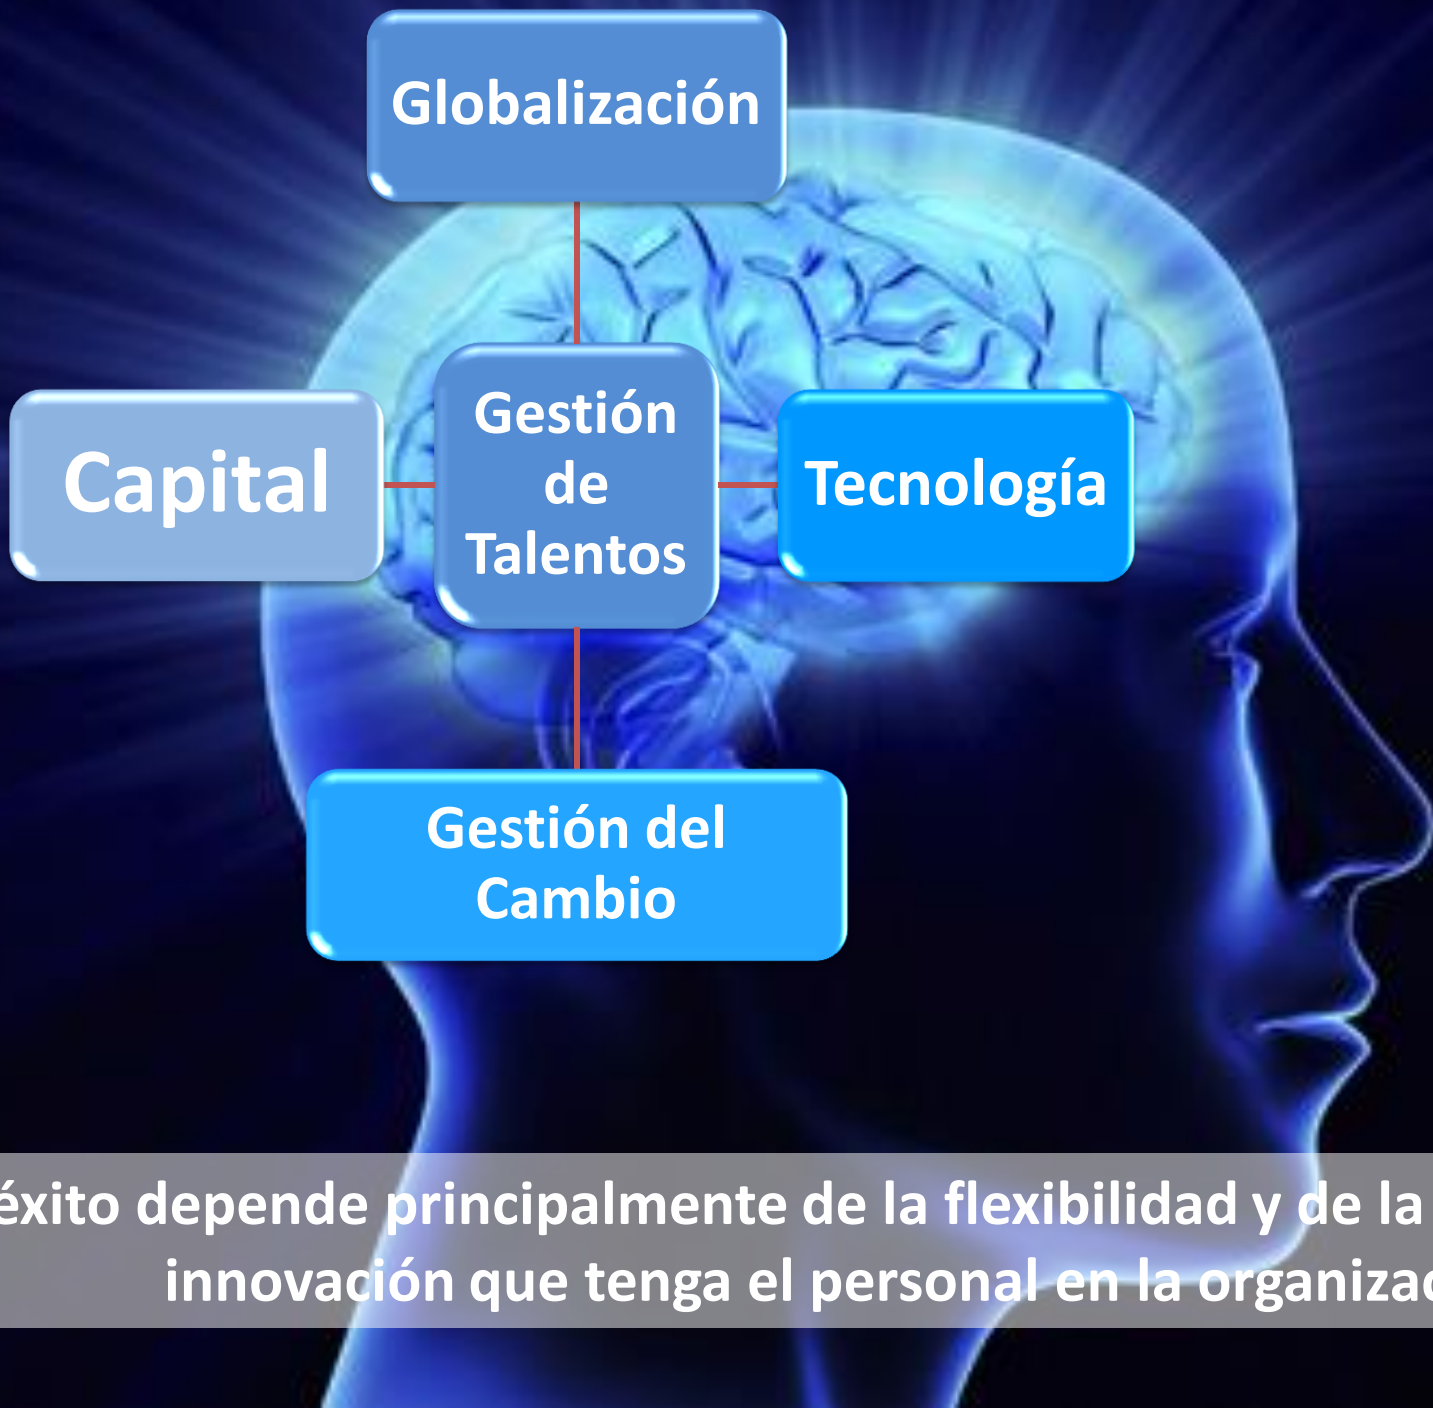 Globalización
Capital
Gestión
de
Talentos
Tecnología
Gestión del
Cambio
éxito depende principalmente de la flexibilidad y de la
innovación que tenga el personal en la